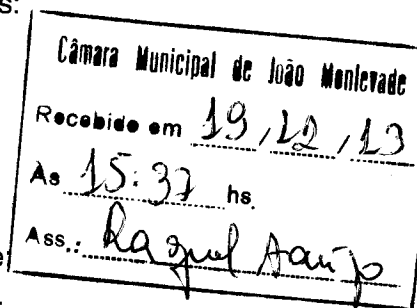 s:
Câmara Municipal de João Monlevade
Recebido em 19, 12, 13
As 15:37 hs.
Ass.: Raquel Araújo
e